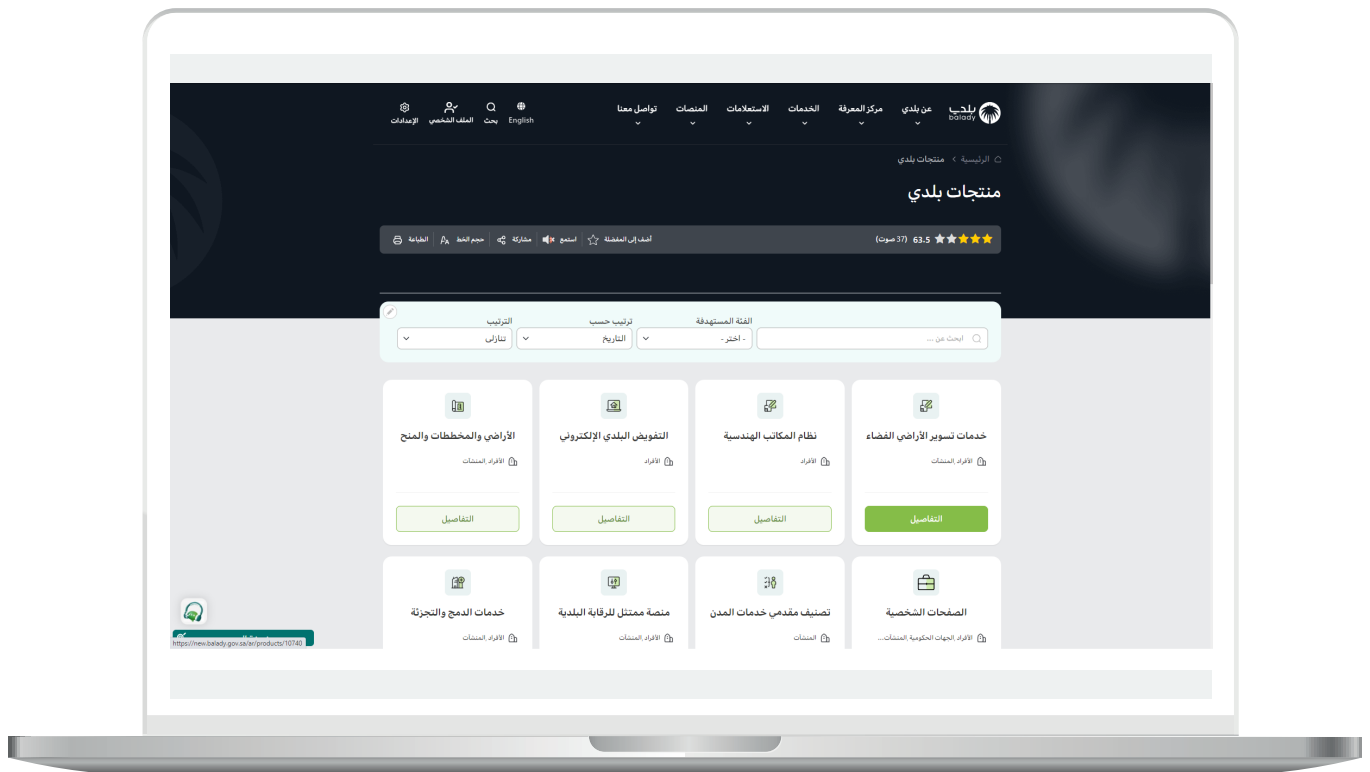 بلدي
balady
عن بلدي
مركز المعرفة
الخدمات
الاستعلامات
المنصات
تواصل معنا
English
بحث
الملف الشخصي
الإعدادات
الرئيسية > منتجات بلدي
منتجات بلدي
63.5 (37 صوت)
أضف إلى المفضلة
استمع
مشاركة
حجم الخط
الطباعة
ابحث عن ...
الفئة المستهدفة
- اختر -
ترتيب حسب
التاريخ
الترتيب
تنازلي
خدمات تسوير الأراضي الفضاء
الأفراد, المنشآت
التفاصيل
نظام المكاتب الهندسية
الأفراد
التفاصيل
التفويض البلدي الإلكتروني
الأفراد
التفاصيل
الأراضي والمخططات والمنح
الأفراد, المنشآت
التفاصيل
الصفحات الشخصية
الأفراد, الجهات الحكومية, المنشآت...
تصنيف مقدمي خدمات المدن
المنشآت
منصة ممتثل للرقابة البلدية
الأفراد, المنشآت
خدمات الدمج والتجزئة
الأفراد, المنشآت
https://new.balady.gov.sa/ar/products/10740